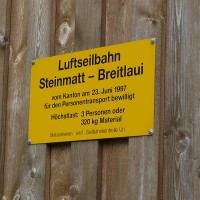 Luftseilbahn
Steinmatt – Breitlaui
vom Kanton am 23. Juni 1997
für den Personentransport bewilligt
Höchstlast: 3 Personen oder
320 kg Material